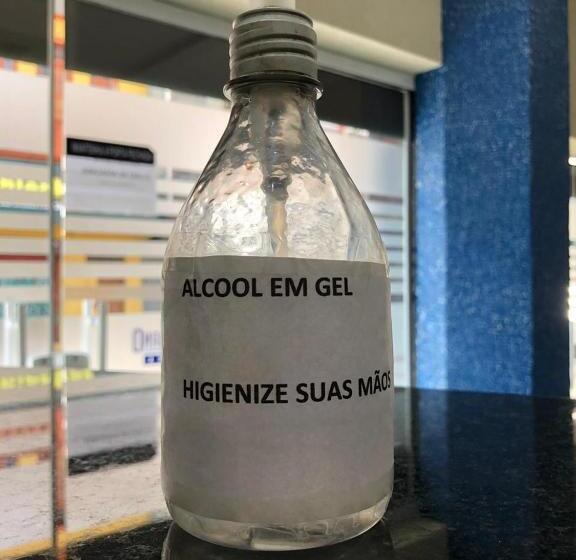 ALCOOL EM GEL
HIGIENIZE SUAS MÃOS